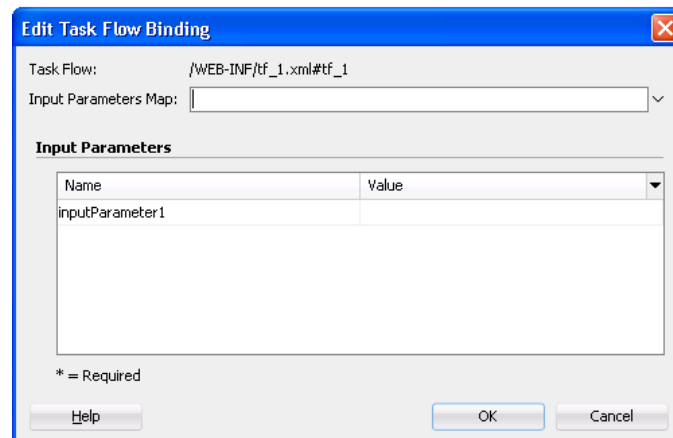 Edit Task Flow Binding
Task Flow: /WEB-INF/tf_1.xml#tf_1
Input Parameters Map:
Input Parameters
Name Value
inputParameter1
* = Required
Help OK Cancel